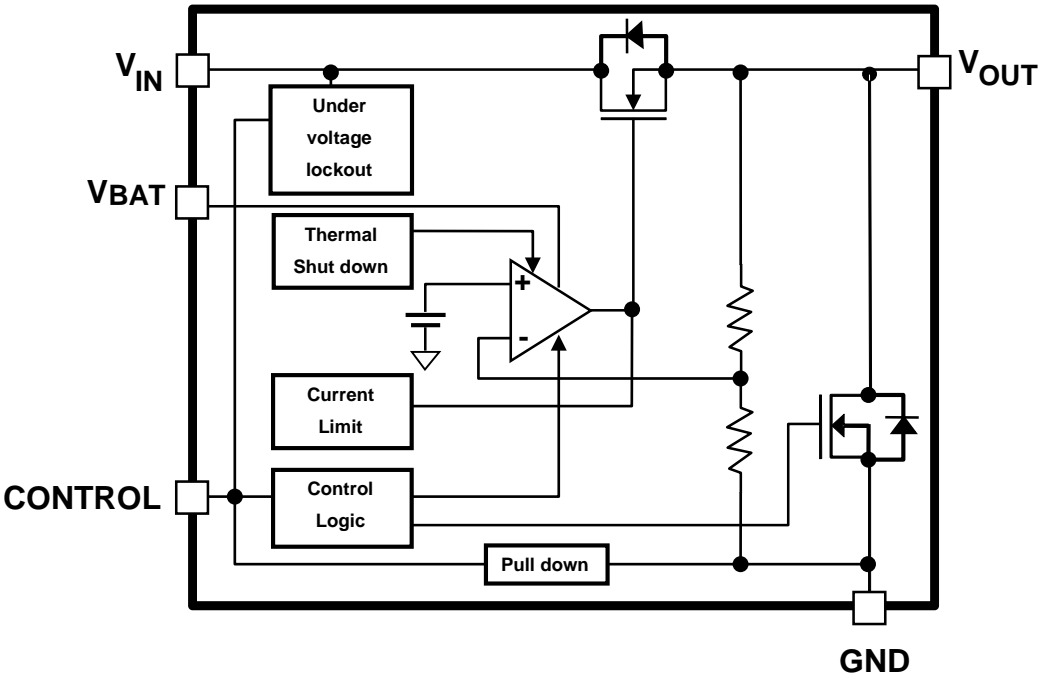 VIN
VOUT
Under
voltage
lockout
VBAT
Thermal
Shut down
+
-
Current
Limit
CONTROL
Control
Logic
Pull down
GND